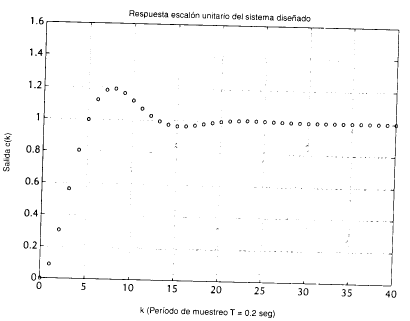 Respuesta escalón unitario del sistema diseñado
1.6
1.4
1.2
1
0.8
0.6
0.4
0.2
0
Salida c(k)
0 5 10 15 20 25 30 35 40
k (Período de muestreo T = 0.2 seg)